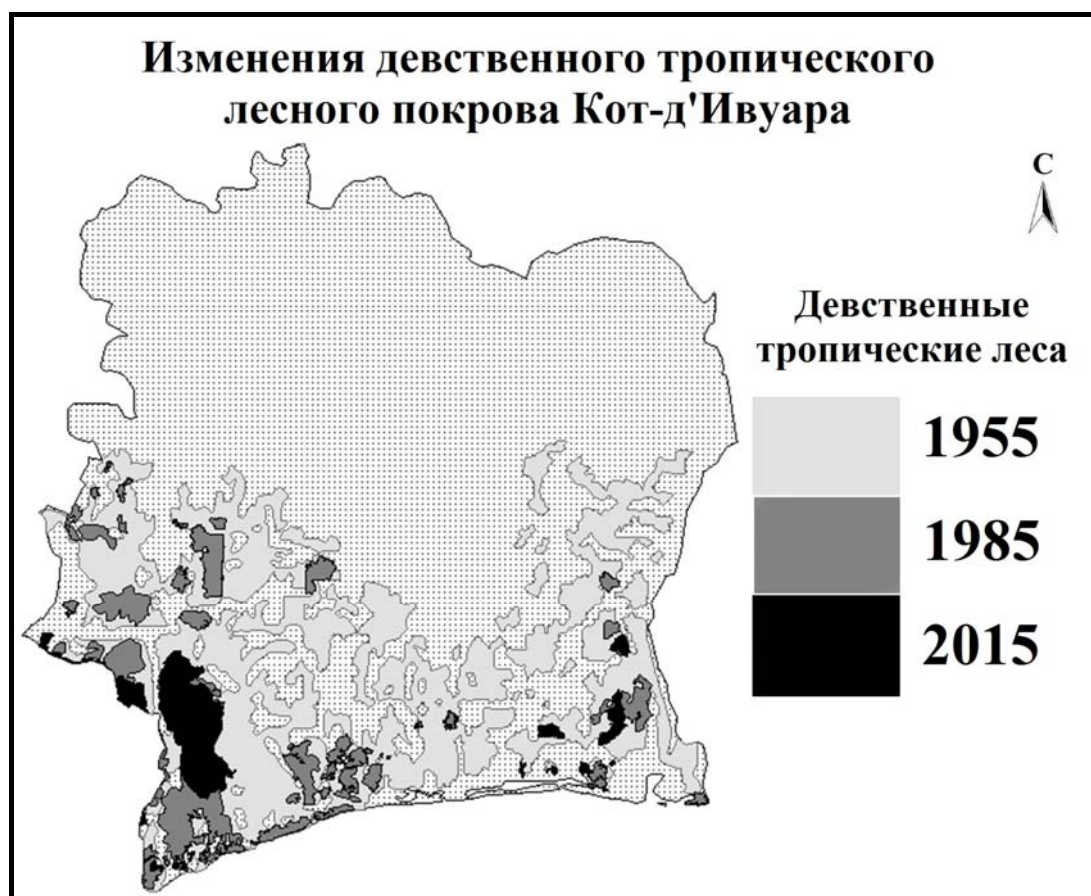 Изменения девственного тропического
лесного покрова Кот-д'Ивуара
С
Девственные
тропические леса
1955
1985
2015